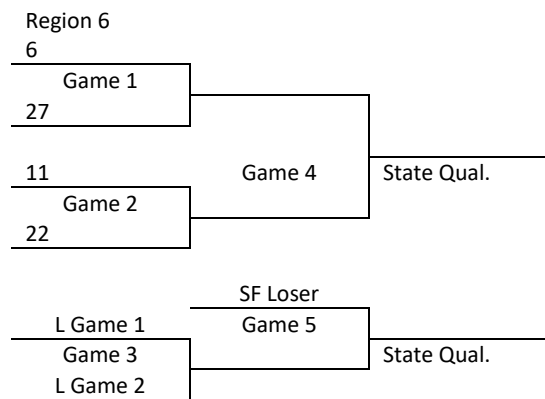 Region 6
6
Game 1
27
11
Game 4
State Qual.
Game 2
22
SF Loser
L Game 1
Game 5
Game 3
State Qual.
L Game 2